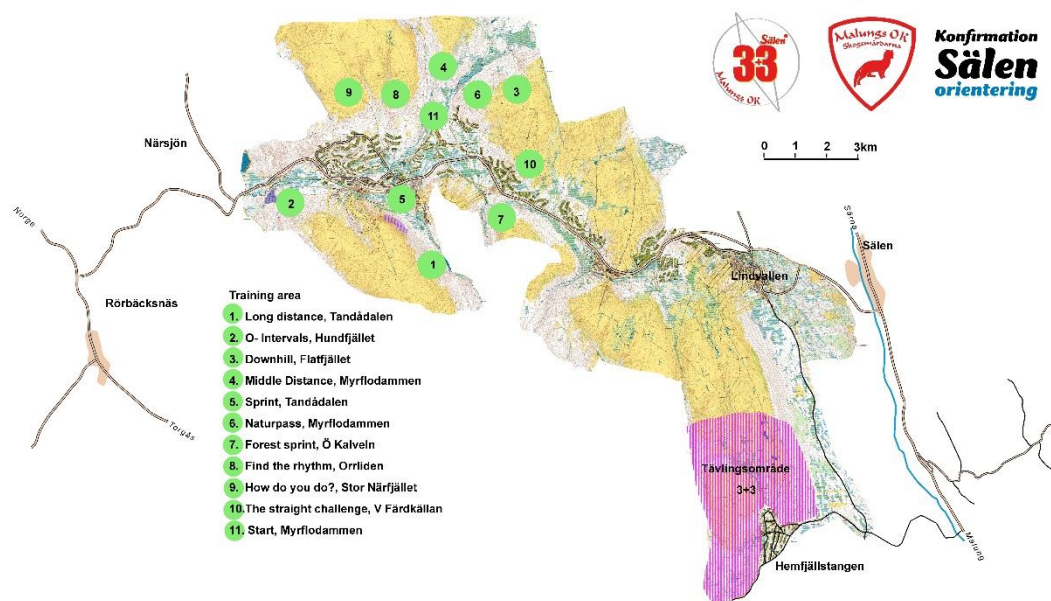 Sälen
33
+
Malungs OK
Malungs OK
Skogsmårdarna
Konfirmation
Sälen
orientering
0 1 2 3km
4
9
8
6
3
11
10
2
5
7
1
Närsjön
Norge
Rörbäcksnäs
Torgås
Särna
Sälen
Lindvallen
Training area
1. Long distance, Tandådalen
2. O- Intervals, Hundfjället
3. Downhill, Flatfjället
4. Middle Distance, Myrflodammen
5. Sprint, Tandådalen
6. Naturpass, Myrflodammen
7. Forest sprint, Ö Kalveln
8. Find the rhythm, Orrliden
9. How do you do?, Stor Närfjället
10. The straight challenge, V Färdkällan
11. Start, Myrflodammen
Tävlingsområde
3+3
Malung
Hemfjällstangen